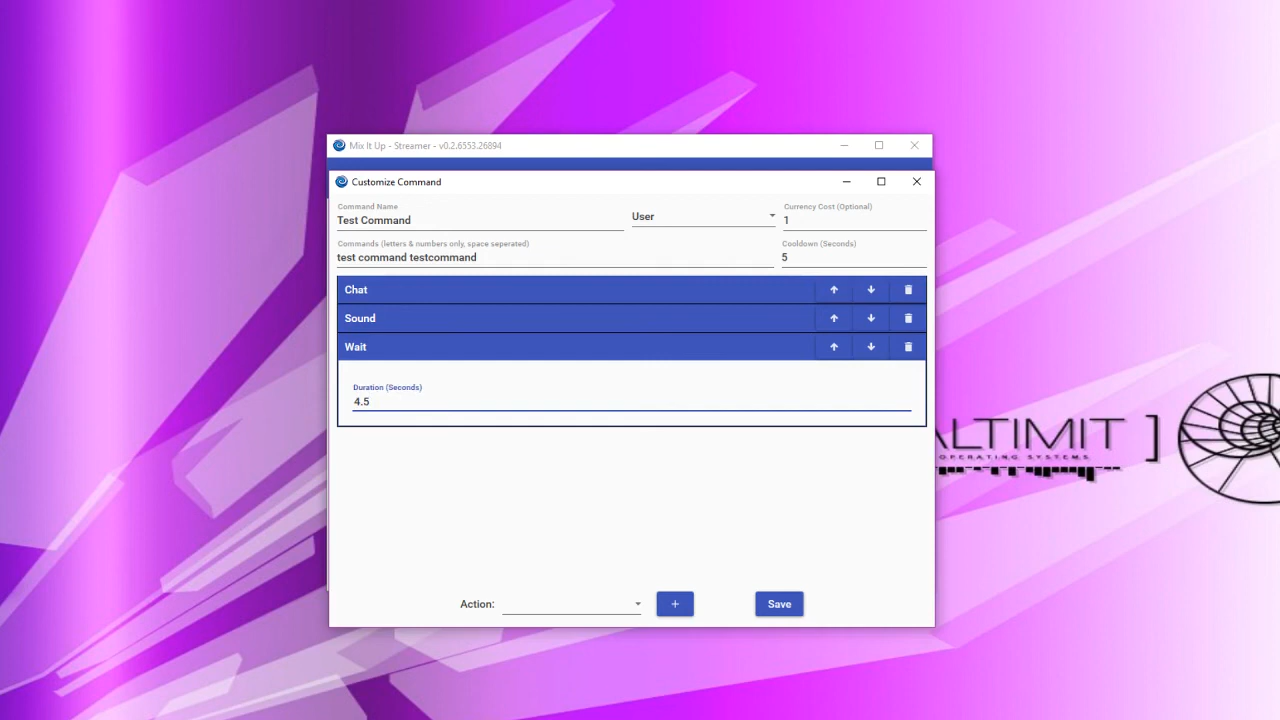 Mix It Up - Streamer - v0.2.6553.26894
Customize Command
Command Name
Test Command
User
Currency Cost (Optional)
1
Commands (letters & numbers only, space seperated)
test command testcommand
Cooldown (Seconds)
5
Chat
Sound
Wait
Duration (Seconds)
4.5
ALTIMIT ]
OPERATING SYSTEMS
Action:
+
Save